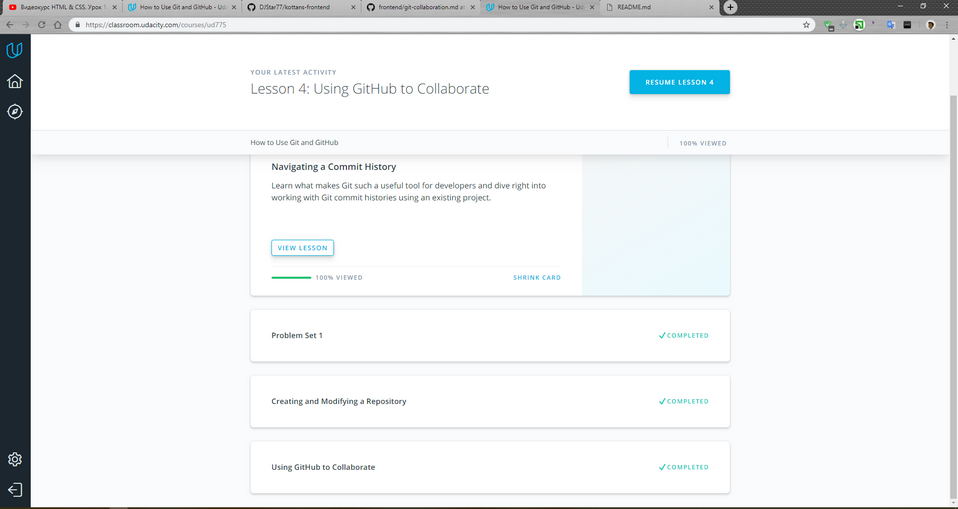 Видеокурс HTML & CSS. Урок
How to Use Git and GitHub - Ud
DJStar77/kottans-frontend
frontend/git-collaboration.md at
How to Use Git and GitHub - Ud
README.md
https://classroom.udacity.com/courses/ud775
YOUR LATEST ACTIVITY
Lesson 4: Using GitHub to Collaborate
RESUME LESSON 4
How to Use Git and GitHub
100% VIEWED
Navigating a Commit History
Learn what makes Git such a useful tool for developers and dive right into
working with Git commit histories using an existing project.
VIEW LESSON
100% VIEWED
SHRINK CARD
Problem Set 1
COMPLETED
Creating and Modifying a Repository
COMPLETED
Using GitHub to Collaborate
COMPLETED